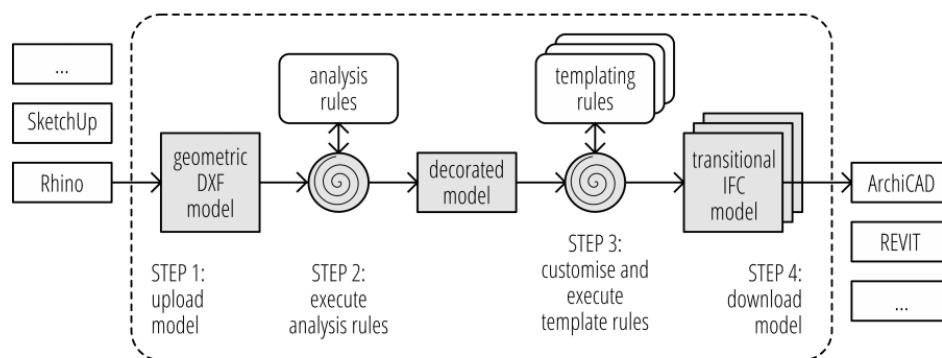 ...
SketchUp
Rhino
geometric
DXF
model
analysis
rules
decorated
model
templating
rules
transitional
IFC
model
ArchiCAD
REVIT
...
STEP 1:
upload
model
STEP 2:
execute
analysis rules
STEP 3:
customise and
execute
template rules
STEP 4:
download
model